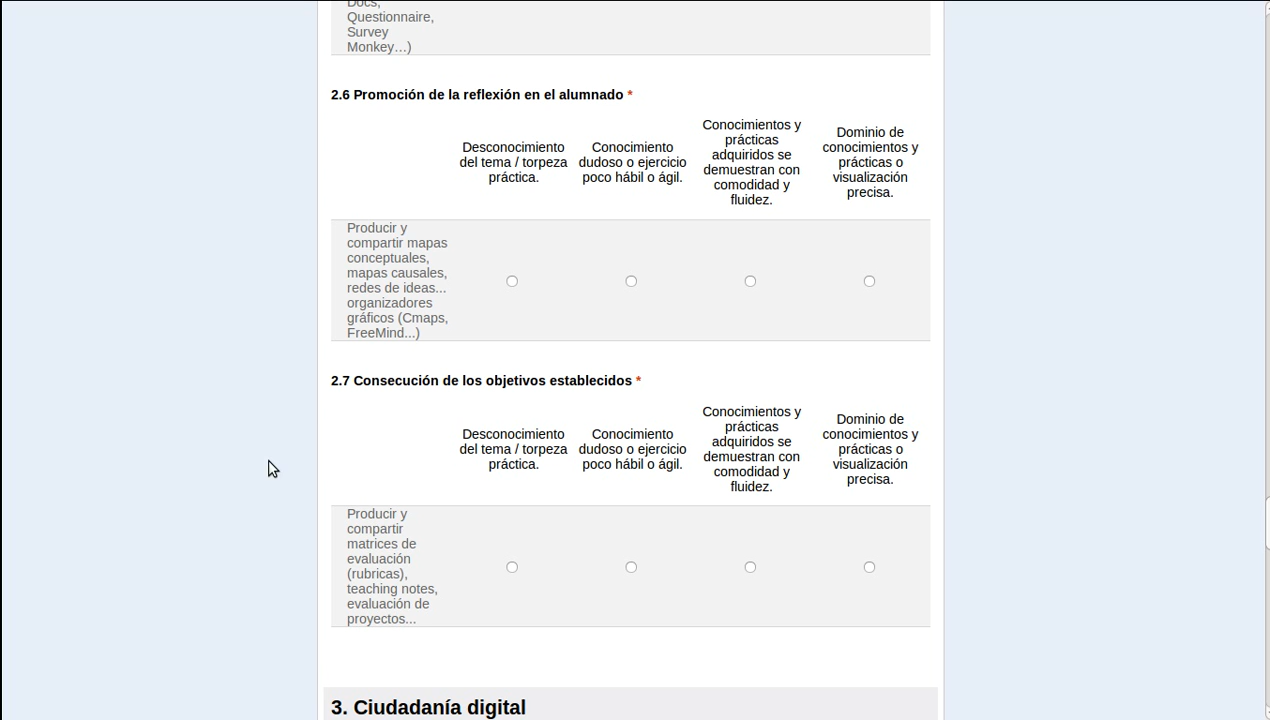 Docs,
Questionnaire,
Survey
Monkey…)
2.6 Promoción de la reflexión en el alumnado *
Desconocimiento
del tema / torpeza
práctica.
Conocimiento
dudoso o ejercicio
poco hábil o ágil.
Conocimientos y
prácticas
adquiridos se
demuestran con
comodidad y
fluidez.
Dominio de
conocimientos y
prácticas o
visualización
precisa.
Producir y
compartir mapas
conceptuales,
mapas causales,
redes de ideas...
organizadores
gráficos (Cmaps,
FreeMind...)
2.7 Consecución de los objetivos establecidos *
Desconocimiento
del tema / torpeza
práctica.
Conocimiento
dudoso o ejercicio
poco hábil o ágil.
Conocimientos y
prácticas
adquiridos se
demuestran con
comodidad y
fluidez.
Dominio de
conocimientos y
prácticas o
visualización
precisa.
Producir y
compartir
matrices de
evaluación
(rubricas),
teaching notes,
evaluación de
proyectos...
3. Ciudadanía digital